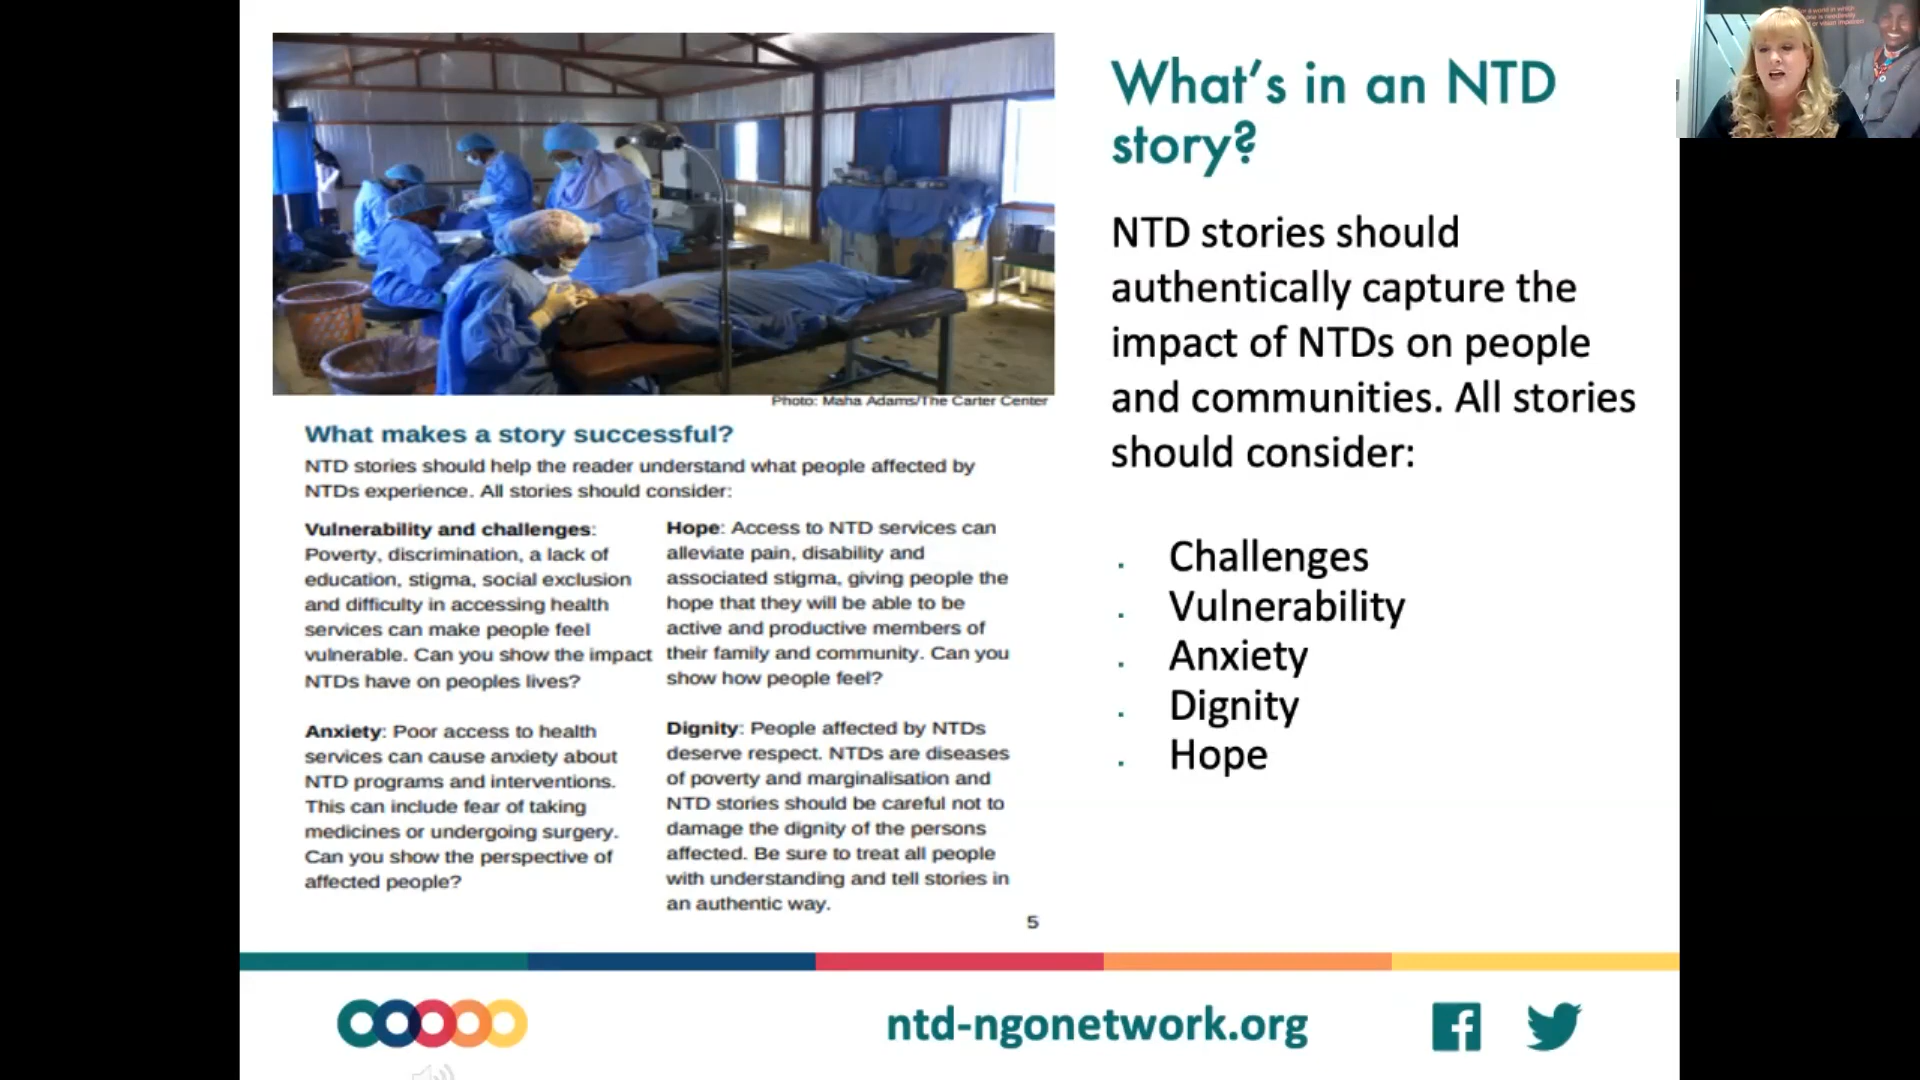 Photo: Maha Adams/The Carter Center
What makes a story successful?
NTD stories should help the reader understand what people affected by
NTDs experience. All stories should consider:
Vulnerability and challenges:
Poverty, discrimination, a lack of
education, stigma, social exclusion
and difficulty in accessing health
services can make people feel
vulnerable. Can you show the impact
NTDs have on peoples lives?
Anxiety: Poor access to health
services can cause anxiety about
NTD programs and interventions.
This can include fear of taking
medicines or undergoing surgery.
Can you show the perspective of
affected people?
Hope: Access to NTD services can
alleviate pain, disability and
associated stigma, giving people the
hope that they will be able to be
active and productive members of
their family and community. Can you
show how people feel?
Dignity: People affected by NTDs
deserve respect. NTDs are diseases
of poverty and marginalisation and
NTD stories should be careful not to
damage the dignity of the persons
affected. Be sure to treat all people
with understanding and tell stories in
an authentic way.
5
What's in an NTD
story?
NTD stories should
authentically capture the
impact of NTDs on people
and communities. All stories
should consider:
Challenges
Vulnerability
Anxiety
Dignity
Hope
ntd-ngonetwork.org
a world in which
is needlessly
or vision impaired